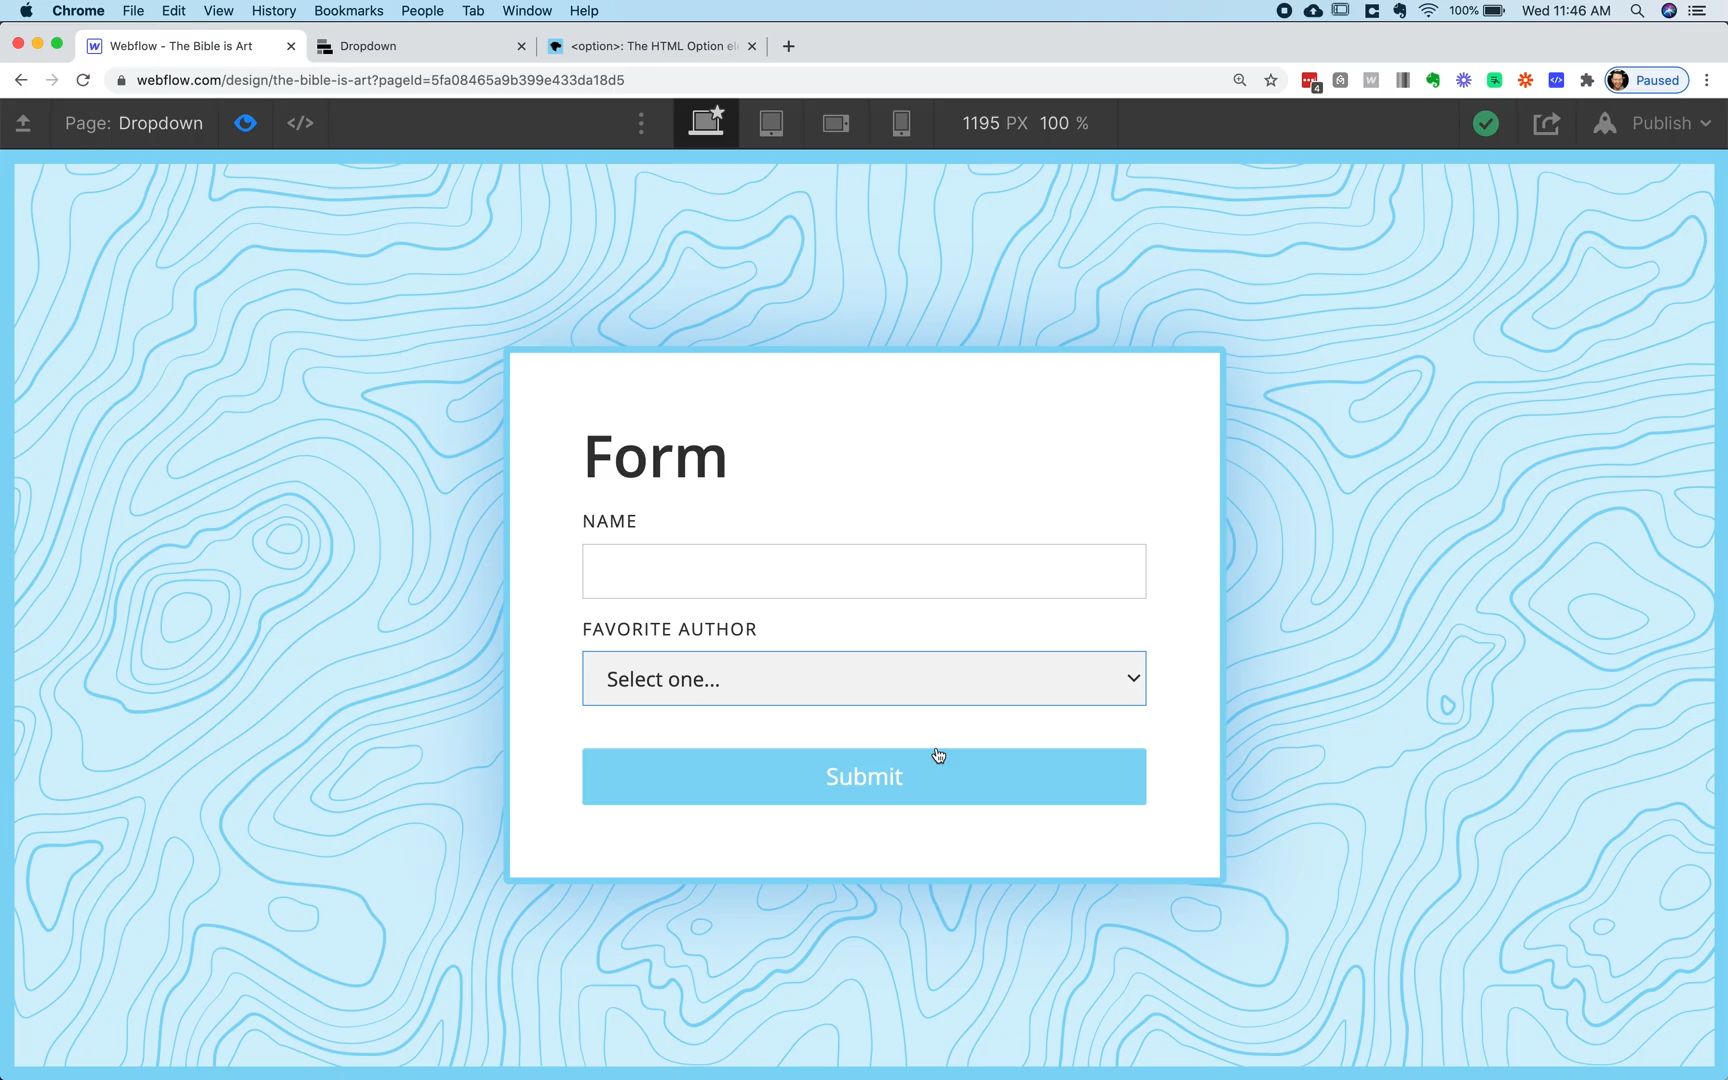 Chrome File Edit View History Bookmarks People Tab Window Help 100% Wed 11:46 AM
Webflow - The Bible is Art Dropdown <option>: The HTML Option el
webflow.com/design/the-bible-is-art?pageId=5fa08465a9b399e433da18d5 4 Paused
Page: Dropdown </> 1195 PX 100 % Publish
Form
NAME
FAVORITE AUTHOR
Select one...
Submit